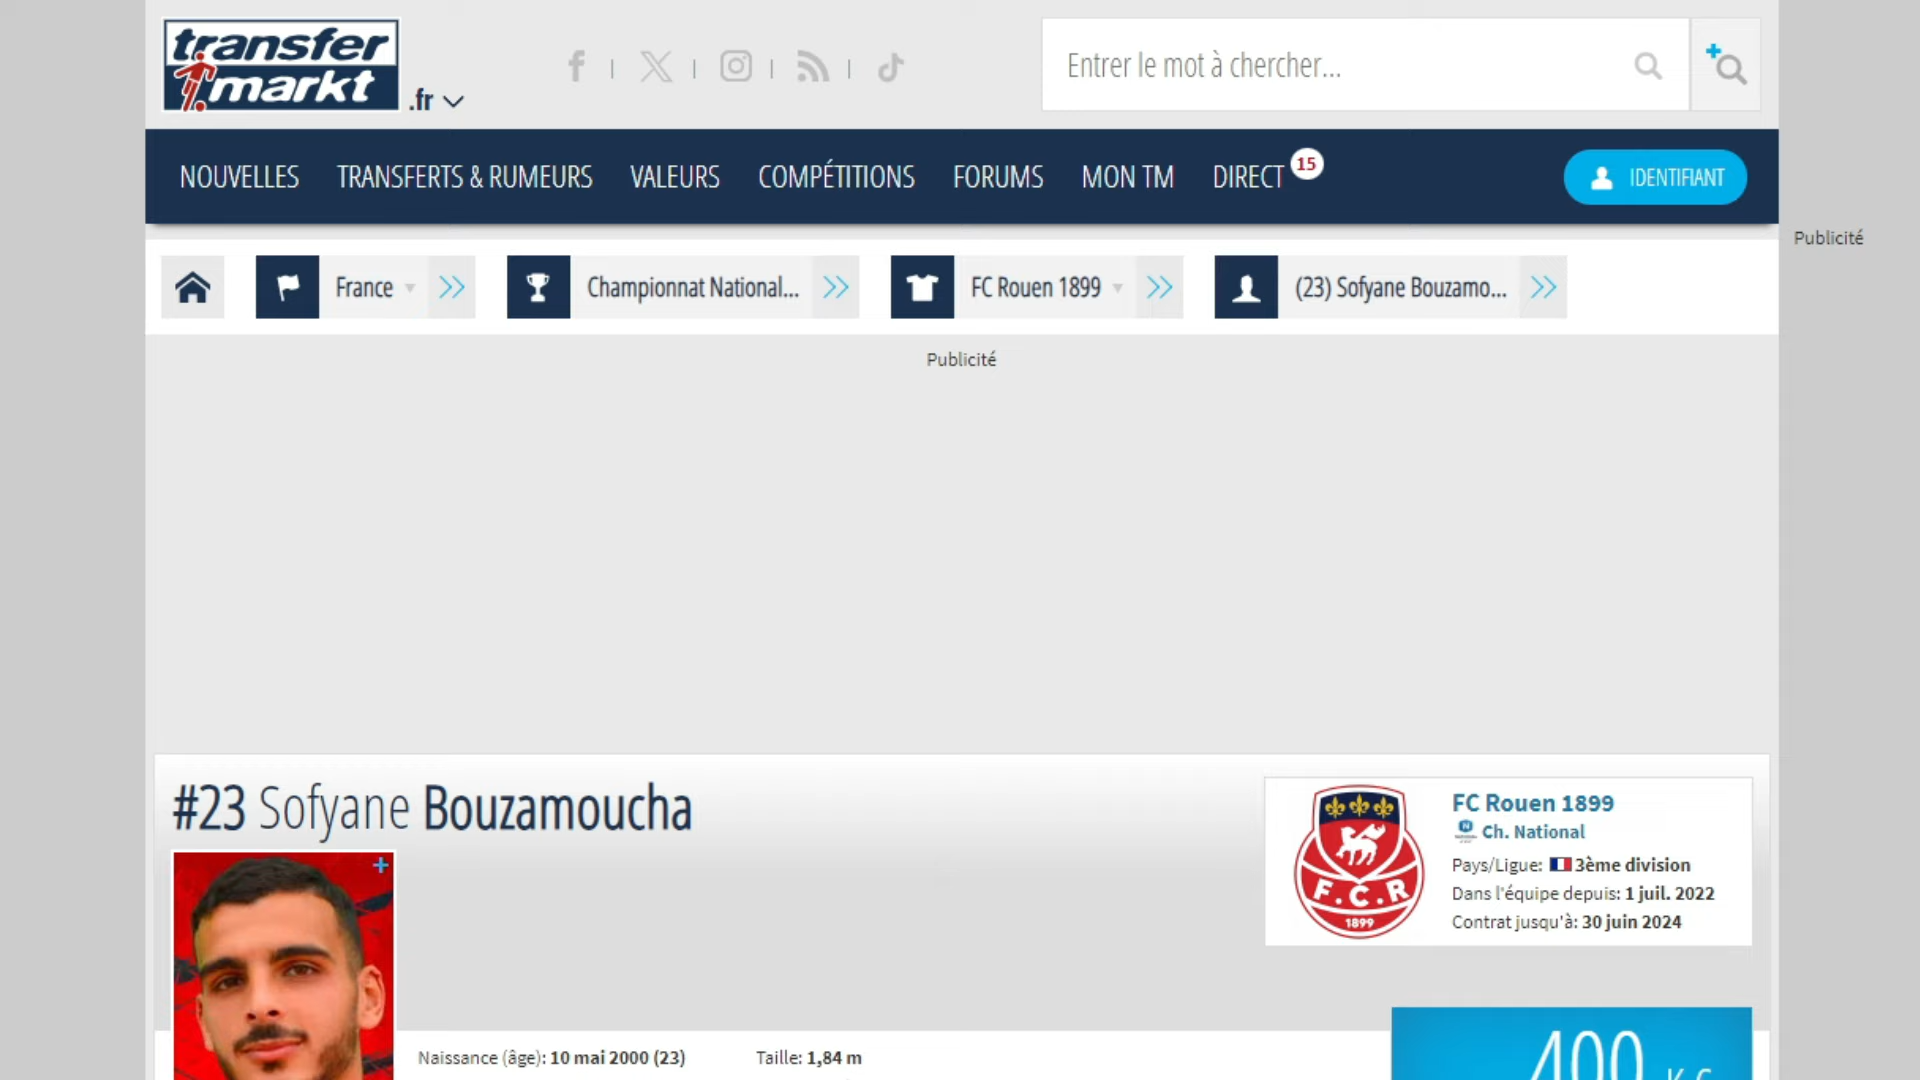 transfer
markt
.fr
Entrer le mot à chercher...
NOUVELLES
TRANSFERTS & RUMEURS
VALEURS
COMPÉTITIONS
FORUMS
MON TM
DIRECT
15
IDENTIFIANT
Publicité
France
Championnat National...
FC Rouen 1899
(23) Sofyane Bouzamo...
Publicité
#23 Sofyane Bouzamoucha
F.C.R
1899
FC Rouen 1899
Ch. National
Pays/Ligue: 3ème division
Dans l'équipe depuis: 1 juil. 2022
Contrat jusqu'à: 30 juin 2024
Naissance (âge): 10 mai 2000 (23)
Taille: 1,84 m
400 K €